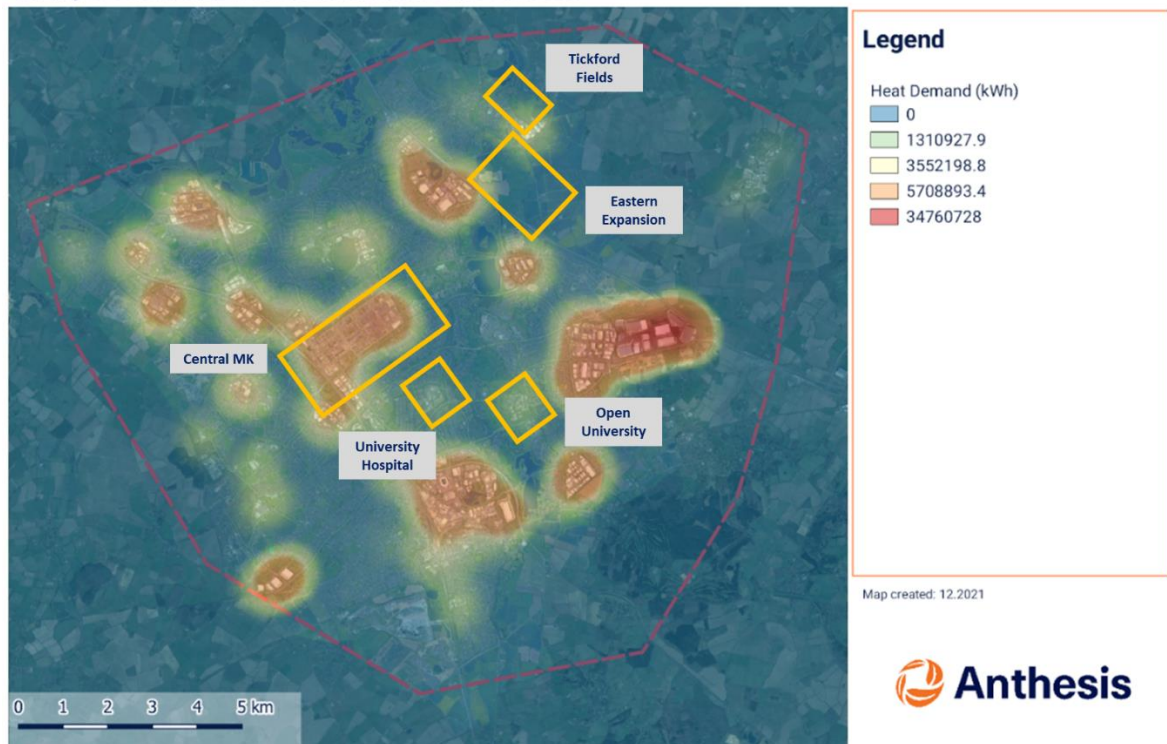 Tickford
Fields
Eastern
Expansion
Central MK
University
Hospital
Open
University
0 1 2 3 4 5 km
Legend
Heat Demand (kWh)
0
1310927.9
3552198.8
5708893.4
34760728
Map created: 12.2021
Anthesis